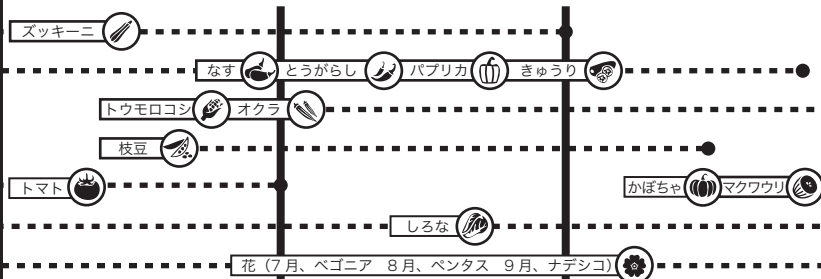 ズッキーニ
なす とうがらし パプリカ きゅうり
トウモロコシ オクラ
枝豆
トマト かぼちゃ マクワウリ
しろな
花（7月、ベゴニア　8月、ペンタス　9月、ナデシコ）